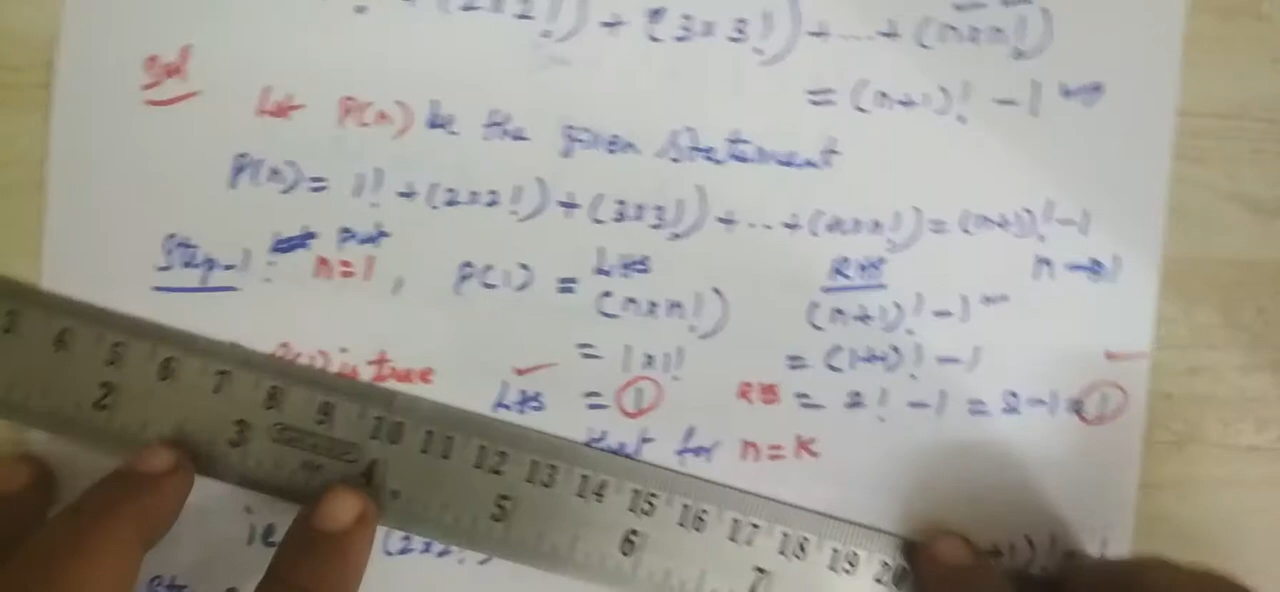 (2×2!) + (3×3!) + ... + (n×n!)
= (n+1)! - 1
Sol
Let P(n) be the given Statement
P(n) = 1! + (2×2!) + (3×3!) + ... + (n×n!) = (n+1)! - 1
Step-1: put n=1, P(1) = LHS (n×n!) RHS (n+1)! - 1 n→1
= 1×1! = (1+1)! - 1
is true LHS = 1 RHS = 2! - 1 = 2-1 = 1
that for n=K
3 4 5 6 7 8 9 10 11 12 13 14 15 16 17 18 19 20
2 3 4 5 6 7
ie (2×2!) +1)! - 1